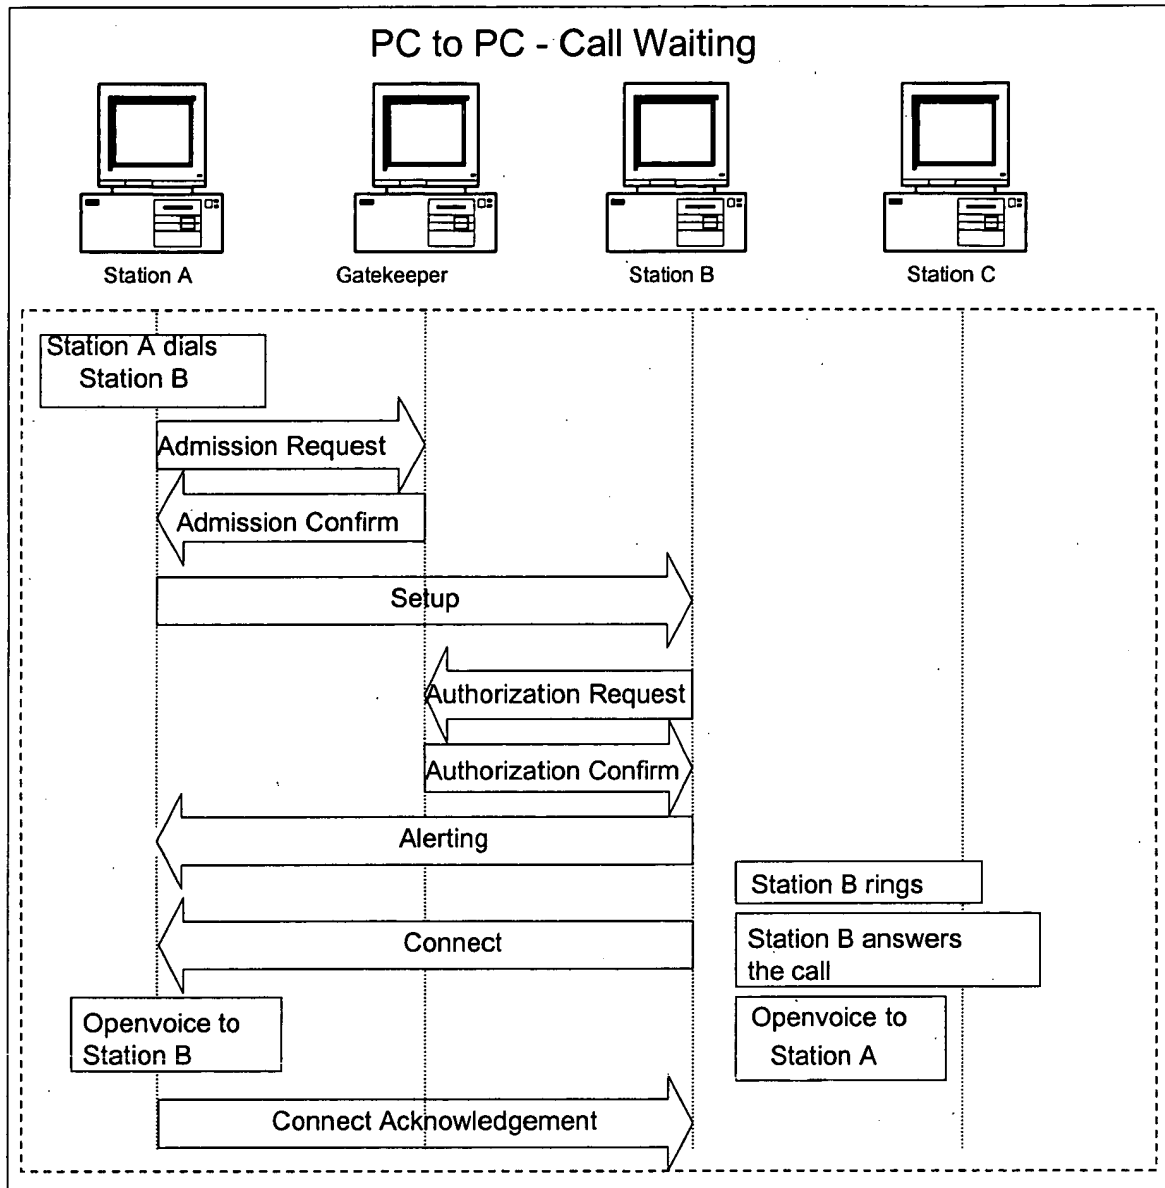 PC to PC - Call Waiting
Station A
Gatekeeper
Station B
Station C
Station A dials
Station B
Admission Request
Admission Confirm
Setup
Authorization Request
Authorization Confirm
Alerting
Station B rings
Connect
Station B answers
the call
Openvoice to
Station B
Openvoice to
Station A
Connect Acknowledgement